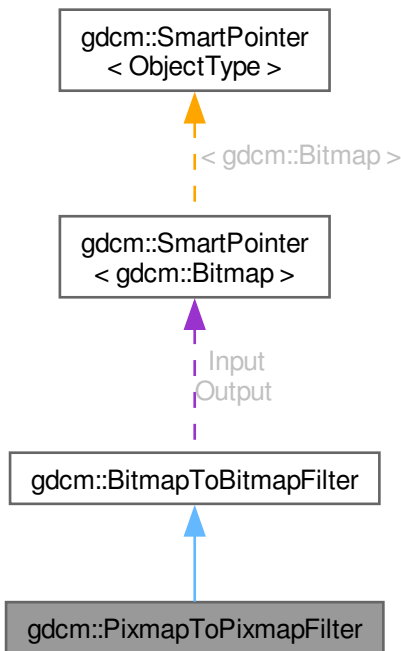 gdcm::SmartPointer
< ObjectType >
< gdcm::Bitmap >
gdcm::SmartPointer
< gdcm::Bitmap >
Input
Output
gdcm::BitmapToBitmapFilter
gdcm::PixmapToPixmapFilter